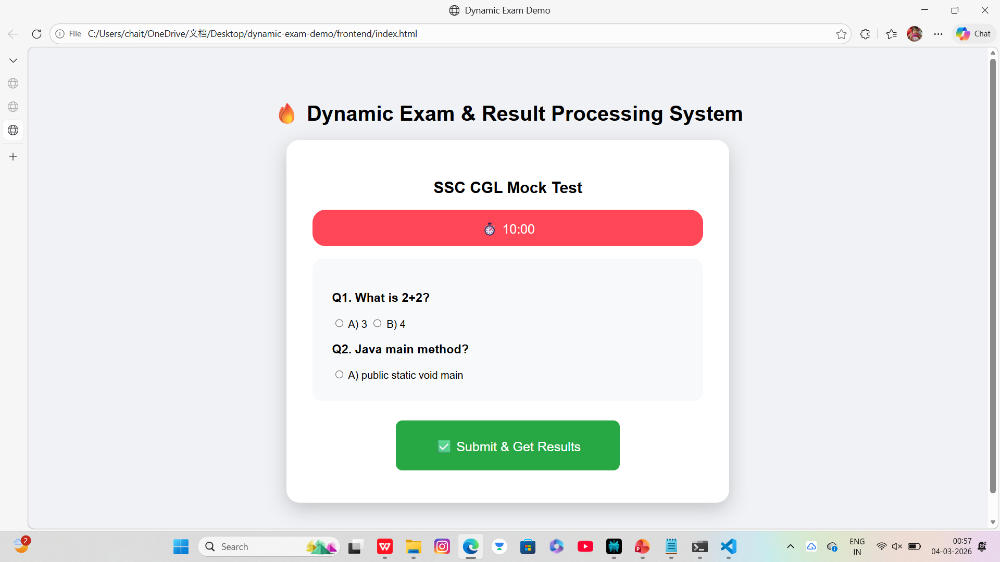 Dynamic Exam Demo
File C:/Users/chait/OneDrive/文档/Desktop/dynamic-exam-demo/frontend/index.html
Chat
🔥 Dynamic Exam & Result Processing System
SSC CGL Mock Test
⏱️ 10:00
Q1. What is 2+2?
A) 3 B) 4
Q2. Java main method?
A) public static void main
✅ Submit & Get Results
2
Search
ENG
IN
00:57
04-03-2026